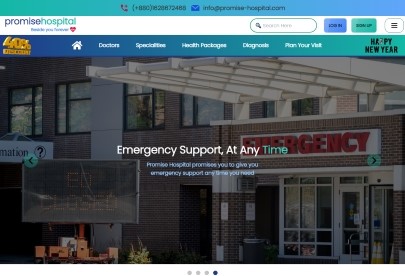 (+880)1628672466 info@promise-hospital.com
promisehospital
Search Here
LOG IN
SIGN UP
Beside you forever
Doctors Specialities Health Packages Diagnosis Plan Your Visit
HAPPY
NEW YEAR
Emergency Support, At Any Time
EMERGENCY
mation ?
Promise Hospital promises you to give you
emergency support any time you need